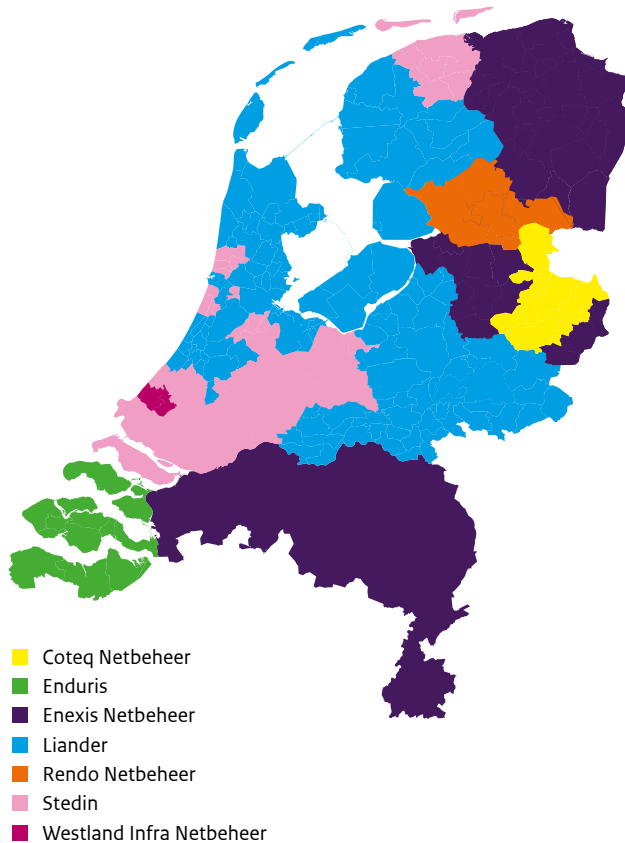 Coteq Netbeheer
Enduris
Enexis Netbeheer
Liander
Rendo Netbeheer
Stedin
Westland Infra Netbeheer